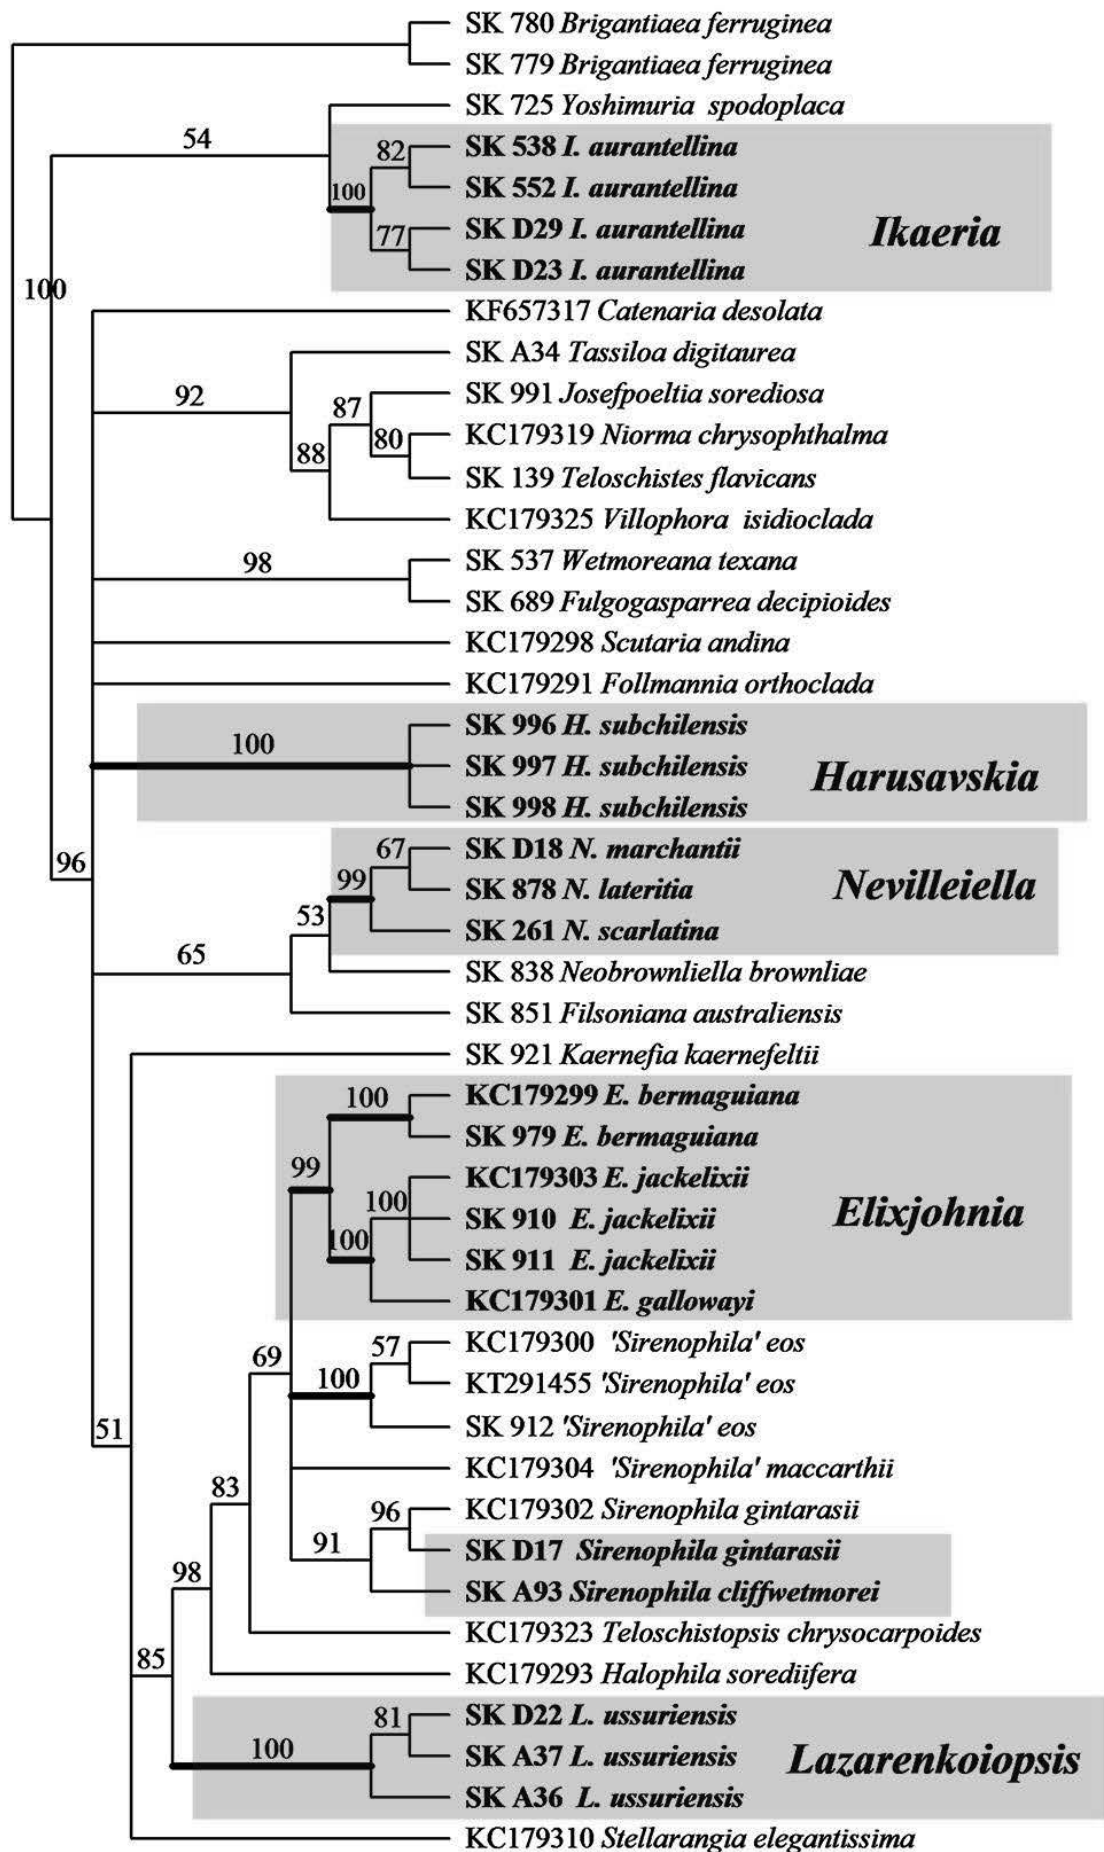 SK 780 Brigantiaea ferruginea
SK 779 Brigantiaea ferruginea
SK 725 Yoshimuria spodoplaca
54
82 SK 538 I. aurantellina
100 SK 552 I. aurantellina
77 SK D29 I. aurantellina Ikaeria
SK D23 I. aurantellina
100
KF657317 Catenaria desolata
SK A34 Tassiloa digitaurea
92 87 SK 991 Josefpoeltia sorediosa
88 80 KC179319 Niorma chrysophthalma
SK 139 Teloschistes flavicans
KC179325 Villophora isidioclada
98 SK 537 Wetmoreana texana
SK 689 Fulgogasparrea decipioides
KC179298 Scutaria andina
KC179291 Follmannia orthoclada
SK 996 H. subchilensis
100 SK 997 H. subchilensis Harusavskia
SK 998 H. subchilensis
96 67 SK D18 N. marchantii
99 SK 878 N. lateritia Nevilleiella
53 SK 261 N. scarlatina
65 SK 838 Neobrownliella brownliae
SK 851 Filsoniana australiensis
SK 921 Kaernefia kaernefeltii
100 KC179299 E. bermaguiana
SK 979 E. bermaguiana
99 KC179303 E. jackelixii
100 SK 910 E. jackelixii Elixjohnia
100 SK 911 E. jackelixii
KC179301 E. gallowayi
57 KC179300 'Sirenophila' eos
69 100 KT291455 'Sirenophila' eos
SK 912 'Sirenophila' eos
51 KC179304 'Sirenophila' maccarthii
83 96 KC179302 Sirenophila gintarasii
91 SK D17 Sirenophila gintarasii
98 SK A93 Sirenophila cliffwetmorei
KC179323 Teloschistopsis chrysocarpoides
85 KC179293 Halophila sorediifera
81 SK D22 L. ussuriensis
100 SK A37 L. ussuriensis Lazarenkoiopsis
SK A36 L. ussuriensis
KC179310 Stellarangia elegantissima